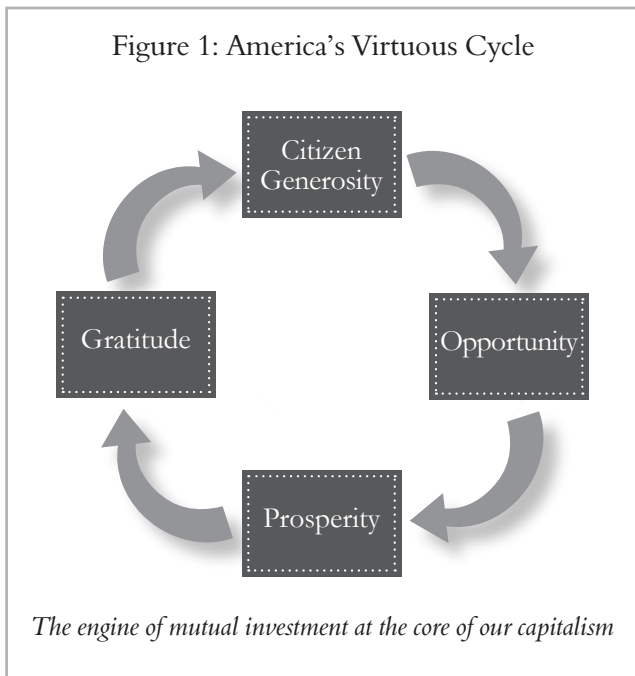 Figure 1: America’s Virtuous Cycle
Citizen
Generosity
Gratitude
Opportunity
Prosperity
The engine of mutual investment at the core of our capitalism